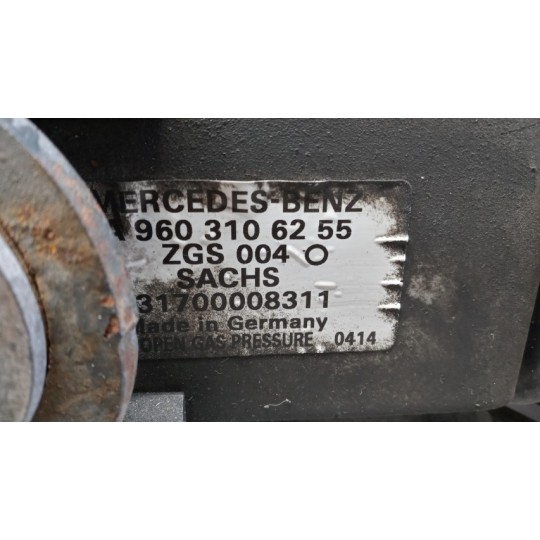 MERCEDES-BENZ
A 960 310 62 55
ZGS 004 O
SACHS
31700008311
Made in Germany
OPEN GAS PRESSURE 0414